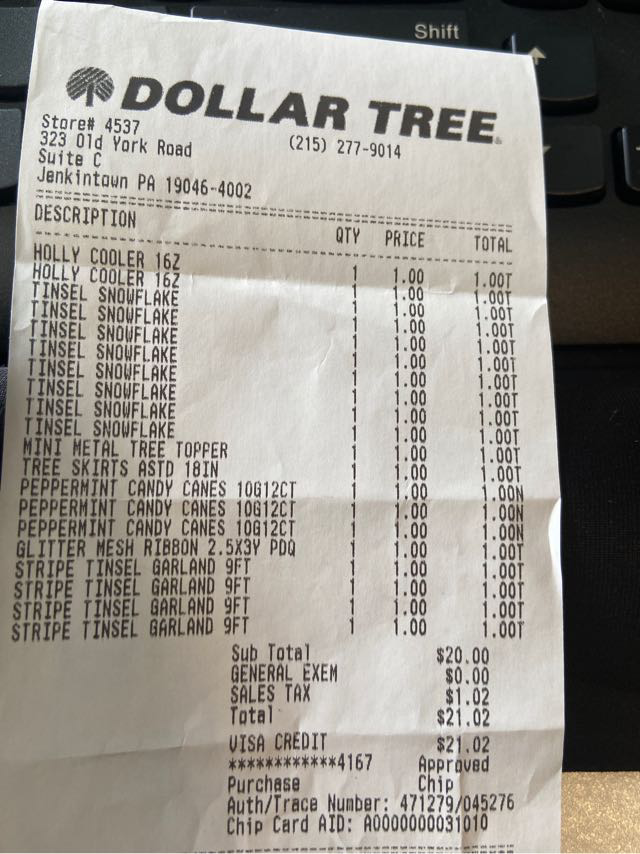 Shift
DOLLAR TREE
Store# 4537
323 Old York Road (215) 277-9014
Suite C
Jenkintown PA 19046-4002
DESCRIPTION QTY PRICE TOTAL
HOLLY COOLER 16Z 1 1.00 1.00T
HOLLY COOLER 16Z 1 1.00 1.00T
TINSEL SNOWFLAKE 1 1.00 1.00T
TINSEL SNOWFLAKE 1 1.00 1.00T
TINSEL SNOWFLAKE 1 1.00 1.00T
TINSEL SNOWFLAKE 1 1.00 1.00T
TINSEL SNOWFLAKE 1 1.00 1.00T
TINSEL SNOWFLAKE 1 1.00 1.00T
TINSEL SNOWFLAKE 1 1.00 1.00T
TINSEL SNOWFLAKE 1 1.00 1.00T
MINI METAL TREE TOPPER 1 1.00 1.00T
TREE SKIRTS ASTD 18IN 1 1.00 1.00T
PEPPERMINT CANDY CANES 10G12CT 1 1.00 1.00N
PEPPERMINT CANDY CANES 10G12CT 1 1.00 1.00N
PEPPERMINT CANDY CANES 10G12CT 1 1.00 1.00N
GLITTER MESH RIBBON 2.5X3Y PDQ 1 1.00 1.00T
STRIPE TINSEL GARLAND 9FT 1 1.00 1.00T
STRIPE TINSEL GARLAND 9FT 1 1.00 1.00T
STRIPE TINSEL GARLAND 9FT 1 1.00 1.00T
STRIPE TINSEL GARLAND 9FT 1 1.00 1.00T
Sub Total $20.00
GENERAL EXEM $0.00
SALES TAX $1.02
Total $21.02
VISA CREDIT $21.02
************4167 Approved
Purchase Chip
Auth/Trace Number: 471279/045276
Chip Card AID: A0000000031010